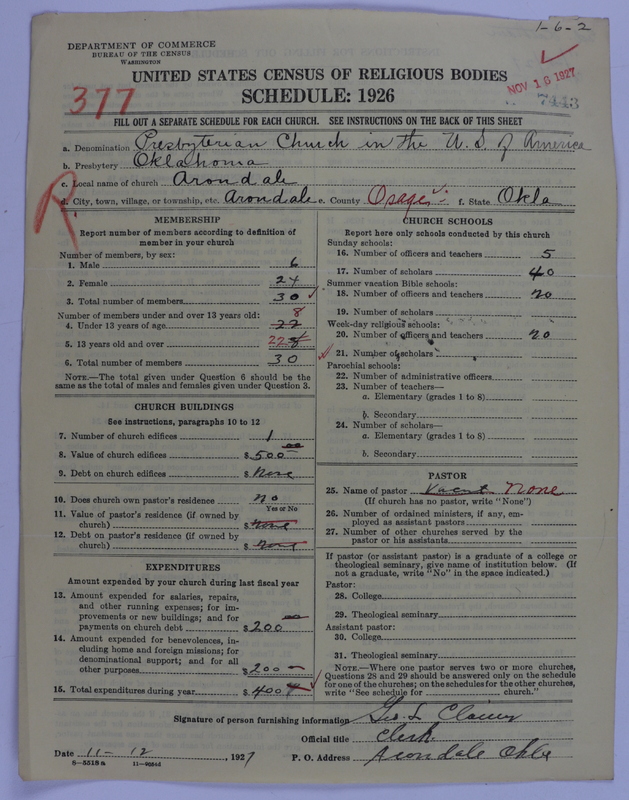 1-6-2
DEPARTMENT OF COMMERCE
BUREAU OF THE CENSUS
WASHINGTON
UNITED STATES CENSUS OF RELIGIOUS BODIES
SCHEDULE: 1926
377
NOV 16 1927
7443
FILL OUT A SEPARATE SCHEDULE FOR EACH CHURCH. SEE INSTRUCTIONS ON THE BACK OF THIS SHEET
R
a. Denomination Presbyterian Church in the U. S. of America
b. Presbytery Oklahoma
c. Local name of church Arondale
d. City, town, village, or township, etc. Arondale e. County Osage f. State Okla
MEMBERSHIP
Report number of members according to definition of
member in your church
Number of members, by sex:
1. Male 6
2. Female 24
3. Total number of members 30
Number of members under and over 13 years old:
4. Under 13 years of age 22 8
5. 13 years old and over 22 8
6. Total number of members 30
NOTE.—The total given under Question 6 should be the
same as the total of males and females given under Question 3.
CHURCH BUILDINGS
See instructions, paragraphs 10 to 12
7. Number of church edifices 1
8. Value of church edifices $ 500.00
9. Debt on church edifices $ None
10. Does church own pastor's residence no
Yes or No
11. Value of pastor's residence (if owned by
church) $ none
12. Debt on pastor's residence (if owned by
church) $ none
EXPENDITURES
Amount expended by your church during last fiscal year
13. Amount expended for salaries, repairs,
and other running expenses; for im-
provements or new buildings; and for
payments on church debt $ 200.00
14. Amount expended for benevolences, in-
cluding home and foreign missions; for
denominational support; and for all
other purposes $ 200
15. Total expenditures during year $ 400
CHURCH SCHOOLS
Report here only schools conducted by this church
Sunday schools:
16. Number of officers and teachers 5
17. Number of scholars 40
Summer vacation Bible schools:
18. Number of officers and teachers no
19. Number of scholars
Week-day religious schools:
20. Number of officers and teachers no
21. Number of scholars
Parochial schools:
22. Number of administrative officers
23. Number of teachers—
a. Elementary (grades 1 to 8)
b. Secondary
24. Number of scholars—
a. Elementary (grades 1 to 8)
b. Secondary
PASTOR
25. Name of pastor Vacant None
(If church has no pastor, write "None")
26. Number of ordained ministers, if any, em-
ployed as assistant pastors
27. Number of other churches served by the
pastor or his assistants
If pastor (or assistant pastor) is a graduate of a college or
theological seminary, give name of institution below. (If
not a graduate, write "No" in the space indicated.)
Pastor:
28. College
29. Theological seminary
Assistant pastor:
30. College
31. Theological seminary
NOTE.—Where one pastor serves two or more churches,
Questions 28 and 29 should be answered only on the schedule
for one of the churches; on the schedules for the other churches,
write "See schedule for church."
Signature of person furnishing information Geo. L.
Official title Clerk
Date 11-12, 1927 P. O. Address Arondale Okla
8-5518a 11-9054d